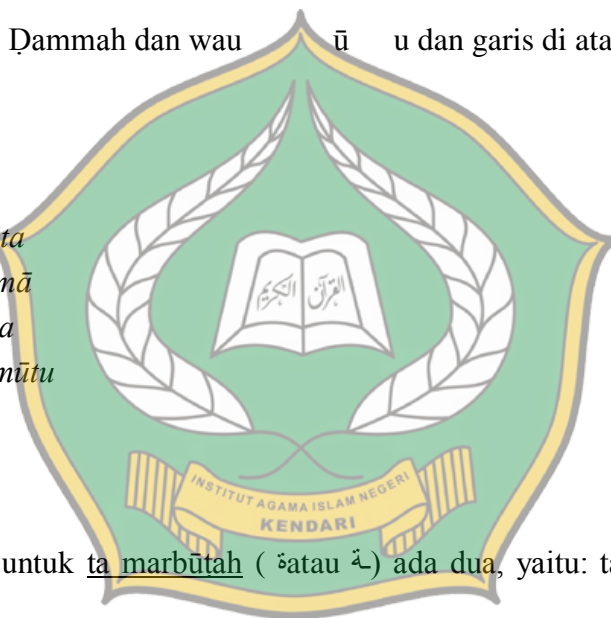 Ḍammah dan wau ū u dan garis di ata
ta
mā
a
mūtu
القرآن الكريم
INSTITUT AGAMA ISLAM NEGERI
KENDARI
untuk ta marbūṭah ( ة atau ـة ) ada dua, yaitu: ta